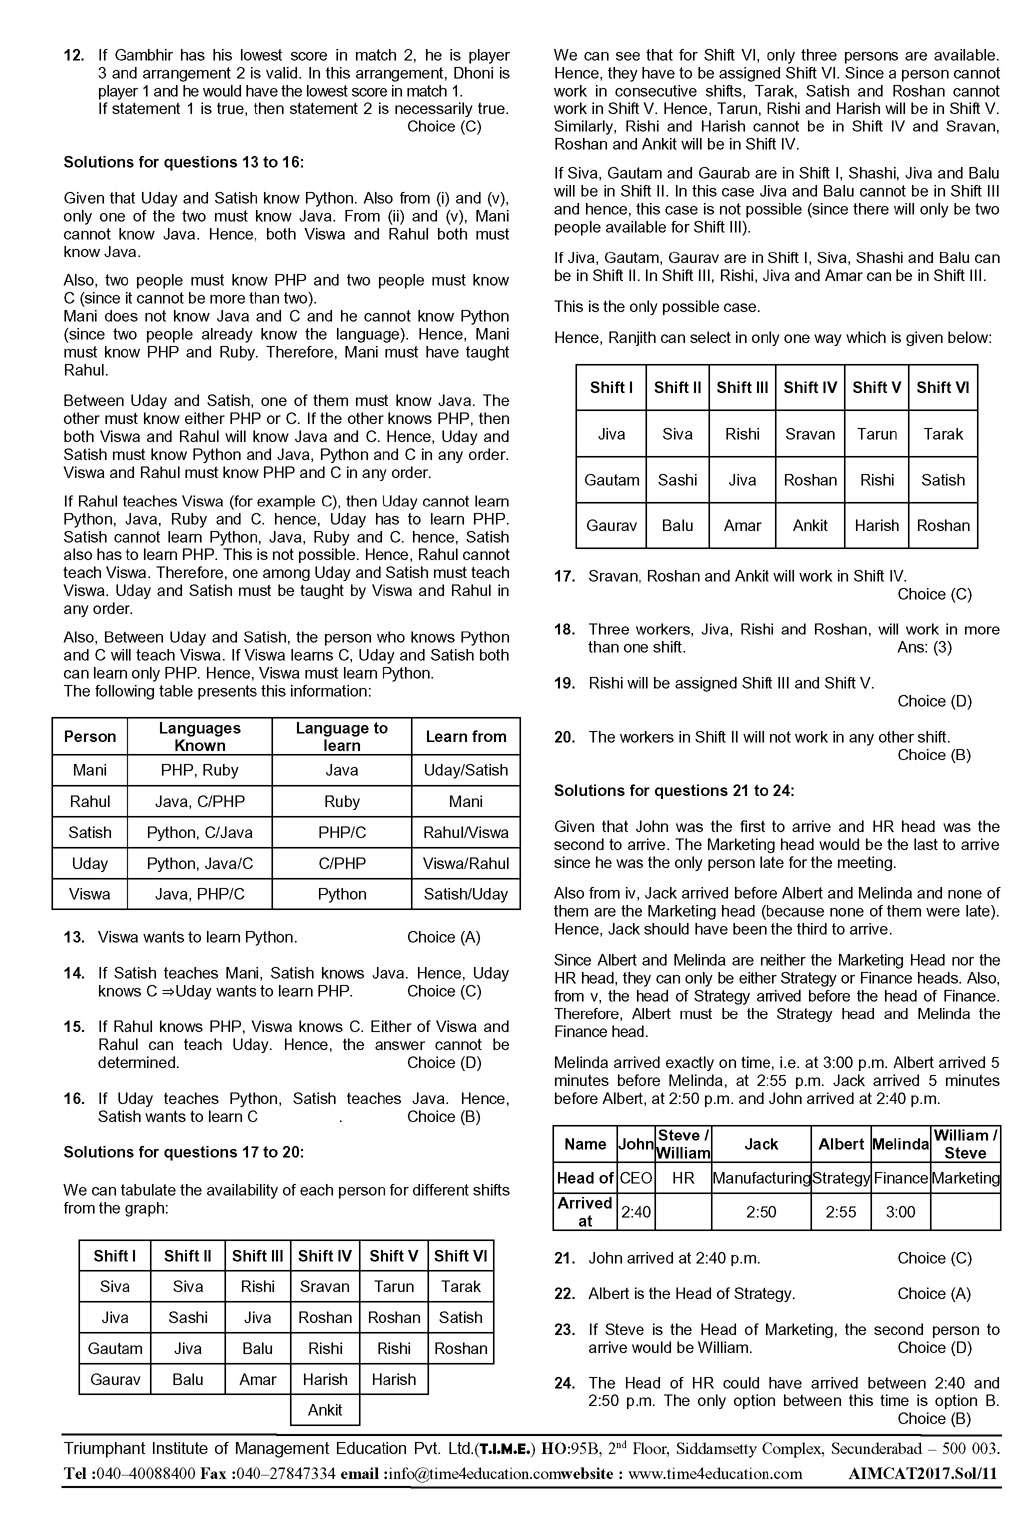 12. If Gambhir has his lowest score in match 2, he is player
3 and arrangement 2 is valid. In this arrangement, Dhoni is
player 1 and he would have the lowest score in match 1.
If statement 1 is true, then statement 2 is necessarily true.
Choice (C)
Solutions for questions 13 to 16:
Given that Uday and Satish know Python. Also from (i) and (v),
only one of the two must know Java. From (ii) and (v), Mani
cannot know Java. Hence, both Viswa and Rahul both must
know Java.
Also, two people must know PHP and two people must know
C (since it cannot be more than two).
Mani does not know Java and C and he cannot know Python
(since two people already know the language). Hence, Mani
must know PHP and Ruby. Therefore, Mani must have taught
Rahul.
Between Uday and Satish, one of them must know Java. The
other must know either PHP or C. If the other knows PHP, then
both Viswa and Rahul will know Java and C. Hence, Uday and
Satish must know Python and Java, Python and C in any order.
Viswa and Rahul must know PHP and C in any order.
If Rahul teaches Viswa (for example C), then Uday cannot learn
Python, Java, Ruby and C. hence, Uday has to learn PHP.
Satish cannot learn Python, Java, Ruby and C. hence, Satish
also has to learn PHP. This is not possible. Hence, Rahul cannot
teach Viswa. Therefore, one among Uday and Satish must teach
Viswa. Uday and Satish must be taught by Viswa and Rahul in
any order.
Also, Between Uday and Satish, the person who knows Python
and C will teach Viswa. If Viswa learns C, Uday and Satish both
can learn only PHP. Hence, Viswa must learn Python.
The following table presents this information:
Person Languages Known Language to learn Learn from
Mani PHP, Ruby Java Uday/Satish
Rahul Java, C/PHP Ruby Mani
Satish Python, C/Java PHP/C Rahul/Viswa
Uday Python, Java/C C/PHP Viswa/Rahul
Viswa Java, PHP/C Python Satish/Uday
13. Viswa wants to learn Python. Choice (A)
14. If Satish teaches Mani, Satish knows Java. Hence, Uday
knows C ⇒Uday wants to learn PHP. Choice (C)
15. If Rahul knows PHP, Viswa knows C. Either of Viswa and
Rahul can teach Uday. Hence, the answer cannot be
determined. Choice (D)
16. If Uday teaches Python, Satish teaches Java. Hence,
Satish wants to learn C . Choice (B)
Solutions for questions 17 to 20:
We can tabulate the availability of each person for different shifts
from the graph:
Shift I Shift II Shift III Shift IV Shift V Shift VI
Siva Siva Rishi Sravan Tarun Tarak
Jiva Sashi Jiva Roshan Roshan Satish
Gautam Jiva Balu Rishi Rishi Roshan
Gaurav Balu Amar Harish Harish
Ankit
We can see that for Shift VI, only three persons are available.
Hence, they have to be assigned Shift VI. Since a person cannot
work in consecutive shifts, Tarak, Satish and Roshan cannot
work in Shift V. Hence, Tarun, Rishi and Harish will be in Shift V.
Similarly, Rishi and Harish cannot be in Shift IV and Sravan,
Roshan and Ankit will be in Shift IV.
If Siva, Gautam and Gaurab are in Shift I, Shashi, Jiva and Balu
will be in Shift II. In this case Jiva and Balu cannot be in Shift III
and hence, this case is not possible (since there will only be two
people available for Shift III).
If Jiva, Gautam, Gaurav are in Shift I, Siva, Shashi and Balu can
be in Shift II. In Shift III, Rishi, Jiva and Amar can be in Shift III.
This is the only possible case.
Hence, Ranjith can select in only one way which is given below:
Shift I Shift II Shift III Shift IV Shift V Shift VI
Jiva Siva Rishi Sravan Tarun Tarak
Gautam Sashi Jiva Roshan Rishi Satish
Gaurav Balu Amar Ankit Harish Roshan
17. Sravan, Roshan and Ankit will work in Shift IV.
Choice (C)
18. Three workers, Jiva, Rishi and Roshan, will work in more
than one shift. Ans: (3)
19. Rishi will be assigned Shift III and Shift V.
Choice (D)
20. The workers in Shift II will not work in any other shift.
Choice (B)
Solutions for questions 21 to 24:
Given that John was the first to arrive and HR head was the
second to arrive. The Marketing head would be the last to arrive
since he was the only person late for the meeting.
Also from iv, Jack arrived before Albert and Melinda and none of
them are the Marketing head (because none of them were late).
Hence, Jack should have been the third to arrive.
Since Albert and Melinda are neither the Marketing Head nor the
HR head, they can only be either Strategy or Finance heads. Also,
from v, the head of Strategy arrived before the head of Finance.
Therefore, Albert must be the Strategy head and Melinda the
Finance head.
Melinda arrived exactly on time, i.e. at 3:00 p.m. Albert arrived 5
minutes before Melinda, at 2:55 p.m. Jack arrived 5 minutes
before Albert, at 2:50 p.m. and John arrived at 2:40 p.m.
Name John Steve / William Jack Albert Melinda William / Steve
Head of CEO HR Manufacturing Strategy Finance Marketing
Arrived at 2:40 2:50 2:55 3:00
21. John arrived at 2:40 p.m. Choice (C)
22. Albert is the Head of Strategy. Choice (A)
23. If Steve is the Head of Marketing, the second person to
arrive would be William. Choice (D)
24. The Head of HR could have arrived between 2:40 and
2:50 p.m. The only option between this time is option B.
Choice (B)
Triumphant Institute of Management Education Pvt. Ltd.(T.I.M.E.) HO:95B, 2nd Floor, Siddamsetty Complex, Secunderabad – 500 003.
Tel :040–40088400 Fax :040–27847334 email :info@time4education.comwebsite : www.time4education.com AIMCAT2017.Sol/11